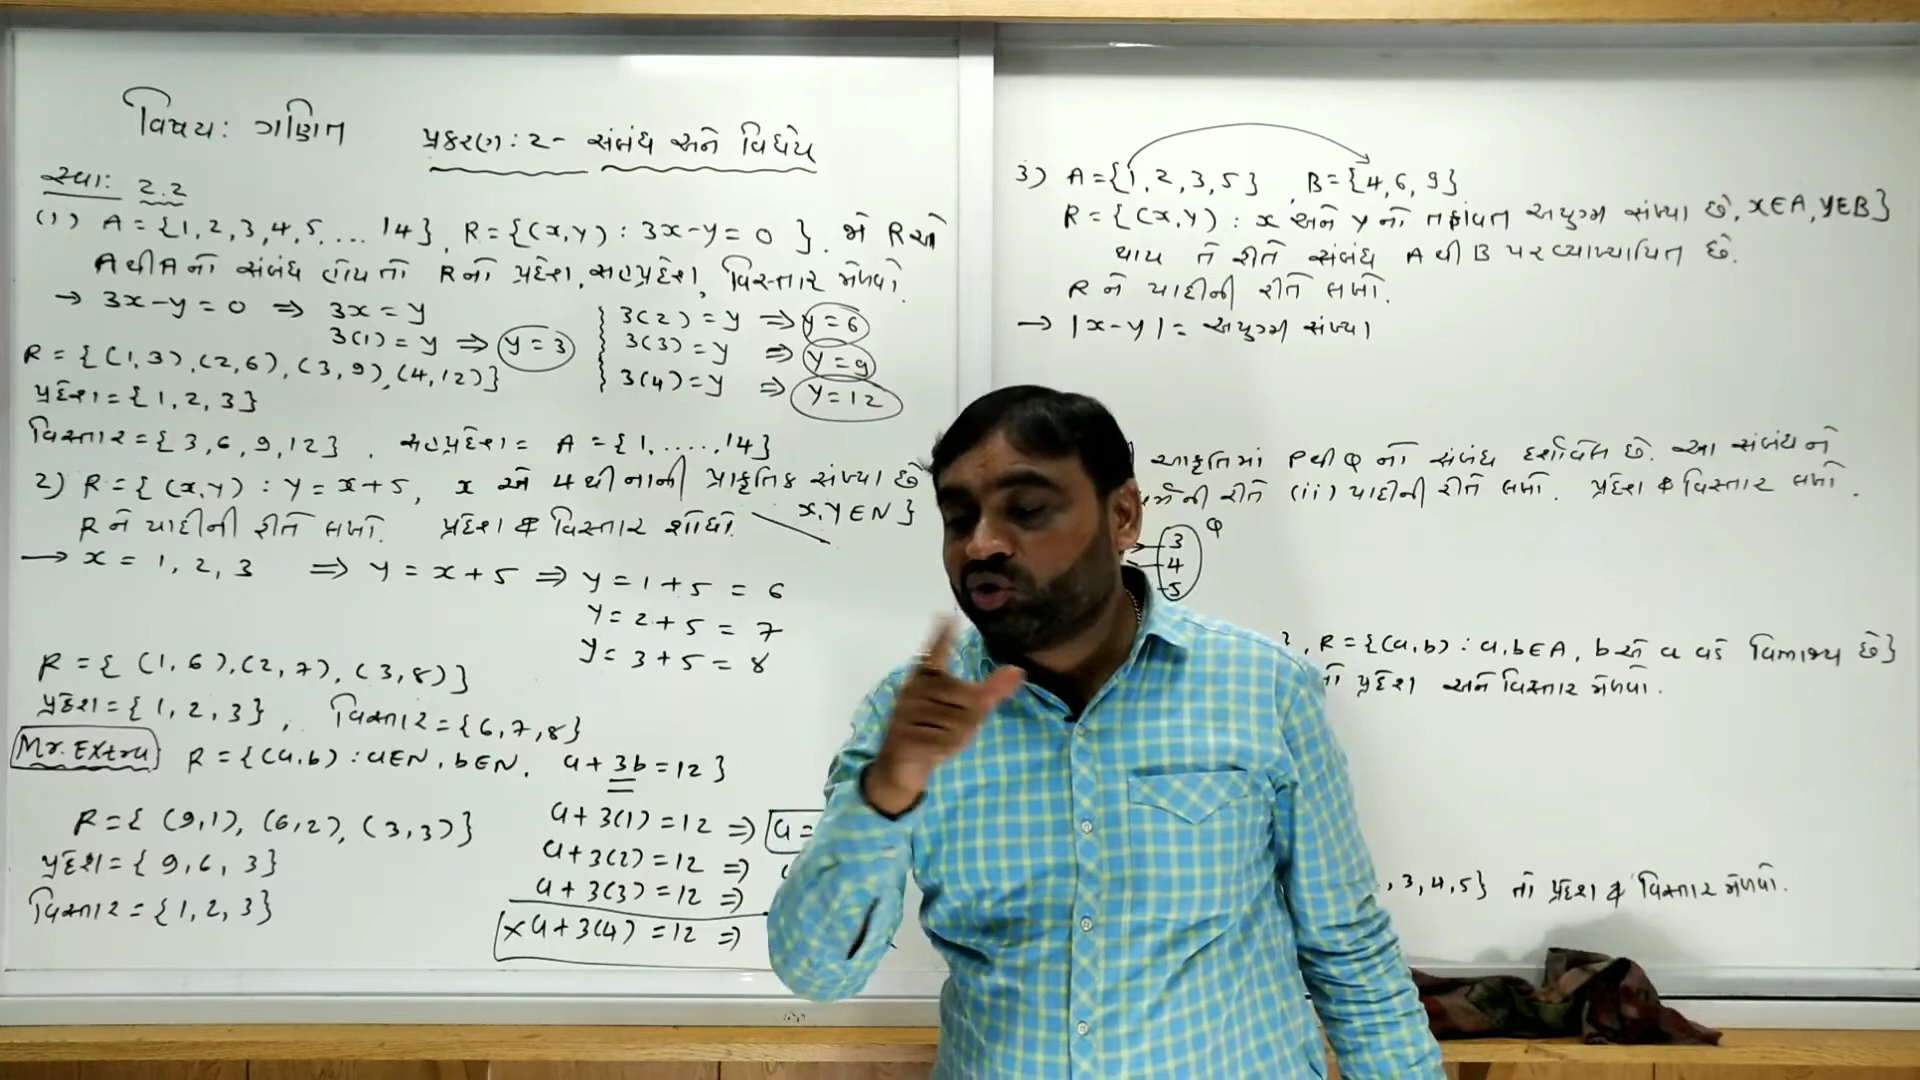 વિષય: ગણિત
પ્રકરણ: 2- સંબંધ અને વિધેય
સ્વા: 2.2
(1) A = {1, 2, 3, 4, 5, ... 14}, R = {(x, y) : 3x-y = 0 }. જો R એ
A થી A નો સંબંધ હોય તો R નો પ્રદેશ, સહપ્રદેશ, વિસ્તાર મેળવો.
→ 3x-y = 0 ⇒ 3x = y
3(1) = y ⇒ y = 3
3(2) = y ⇒ y = 6
3(3) = y ⇒ y = 9
3(4) = y ⇒ y = 12
R = {(1,3), (2,6), (3,9), (4,12)}
પ્રદેશ = {1, 2, 3}
વિસ્તાર = {3, 6, 9, 12}. સહપ્રદેશ = A = {1, ....., 14}
2) R = {(x, y) : y = x+5, x એ 4 થી નાની પ્રાકૃતિક સંખ્યા છે
x, y ∈ N}
R ને યાદીની રીતે લખો. પ્રદેશ & વિસ્તાર શોધો.
→ x = 1, 2, 3 ⇒ y = x+5 ⇒ y = 1+5 = 6
y = 2+5 = 7
y = 3+5 = 8
R = { (1,6), (2,7), (3,8)}
પ્રદેશ = {1, 2, 3}, વિસ્તાર = {6, 7, 8}
Mr. Extra R = {(a,b) : a∈N, b∈N, a+3b = 12}
a+3(1) = 12 ⇒ a =
a+3(2) = 12 ⇒
a+3(3) = 12 ⇒
× a+3(4) = 12 ⇒
R = { (9,1), (6,2), (3,3)}
પ્રદેશ = {9, 6, 3}
વિસ્તાર = {1, 2, 3}
3) A = {1, 2, 3, 5}, B = {4, 6, 9}
R = {(x, y) : x અને y નો તફાવત અયુગ્મ સંખ્યા છે, x∈A, y∈B}
થાય તે રીતે સંબંધ A થી B પર વ્યાખ્યાયિત છે.
R ને યાદીની રીતે લખો.
→ |x-y| = અયુગ્મ સંખ્યા
આકૃતિમાં P થી Q નો સંબંધ દર્શાવેલ છે. આ સંબંધ ને
રીતે (ii) યાદીની રીતે લખો. પ્રદેશ & વિસ્તાર લખો.
Q
3
4
5
, R = {(a,b) : a,b∈A, b એ a વડે વિભાજ્ય છે}
પ્રદેશ અને વિસ્તાર મેળવો.
, 3, 4, 5} તો પ્રદેશ & વિસ્તાર મેળવો.